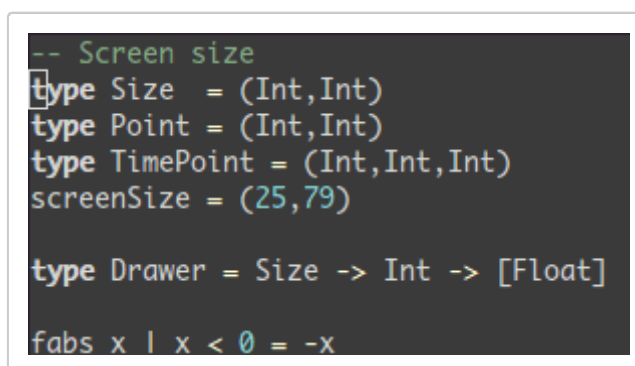 -- Screen size
type Size  = (Int,Int)
type Point = (Int,Int)
type TimePoint = (Int,Int,Int)
screenSize = (25,79)
type Drawer = Size -> Int -> [Float]
fabs x | x < 0 = -x